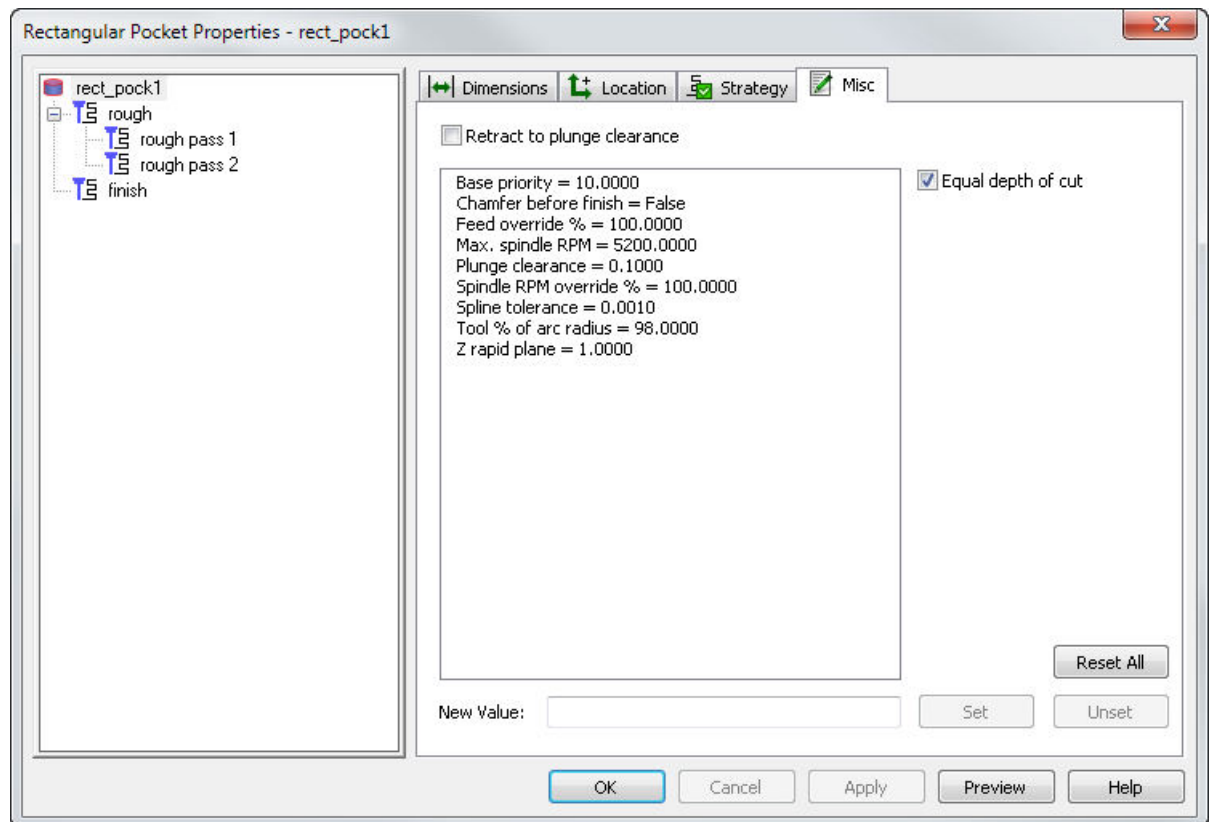 Rectangular Pocket Properties - rect_pock1
rect_pock1
rough
rough pass 1
rough pass 2
finish
Dimensions
Location
Strategy
Misc
Retract to plunge clearance
Base priority = 10.0000
Chamfer before finish = False
Feed override % = 100.0000
Max. spindle RPM = 5200.0000
Plunge clearance = 0.1000
Spindle RPM override % = 100.0000
Spline tolerance = 0.0010
Tool % of arc radius = 98.0000
Z rapid plane = 1.0000
Equal depth of cut
Reset All
New Value:
Set
Unset
OK
Cancel
Apply
Preview
Help